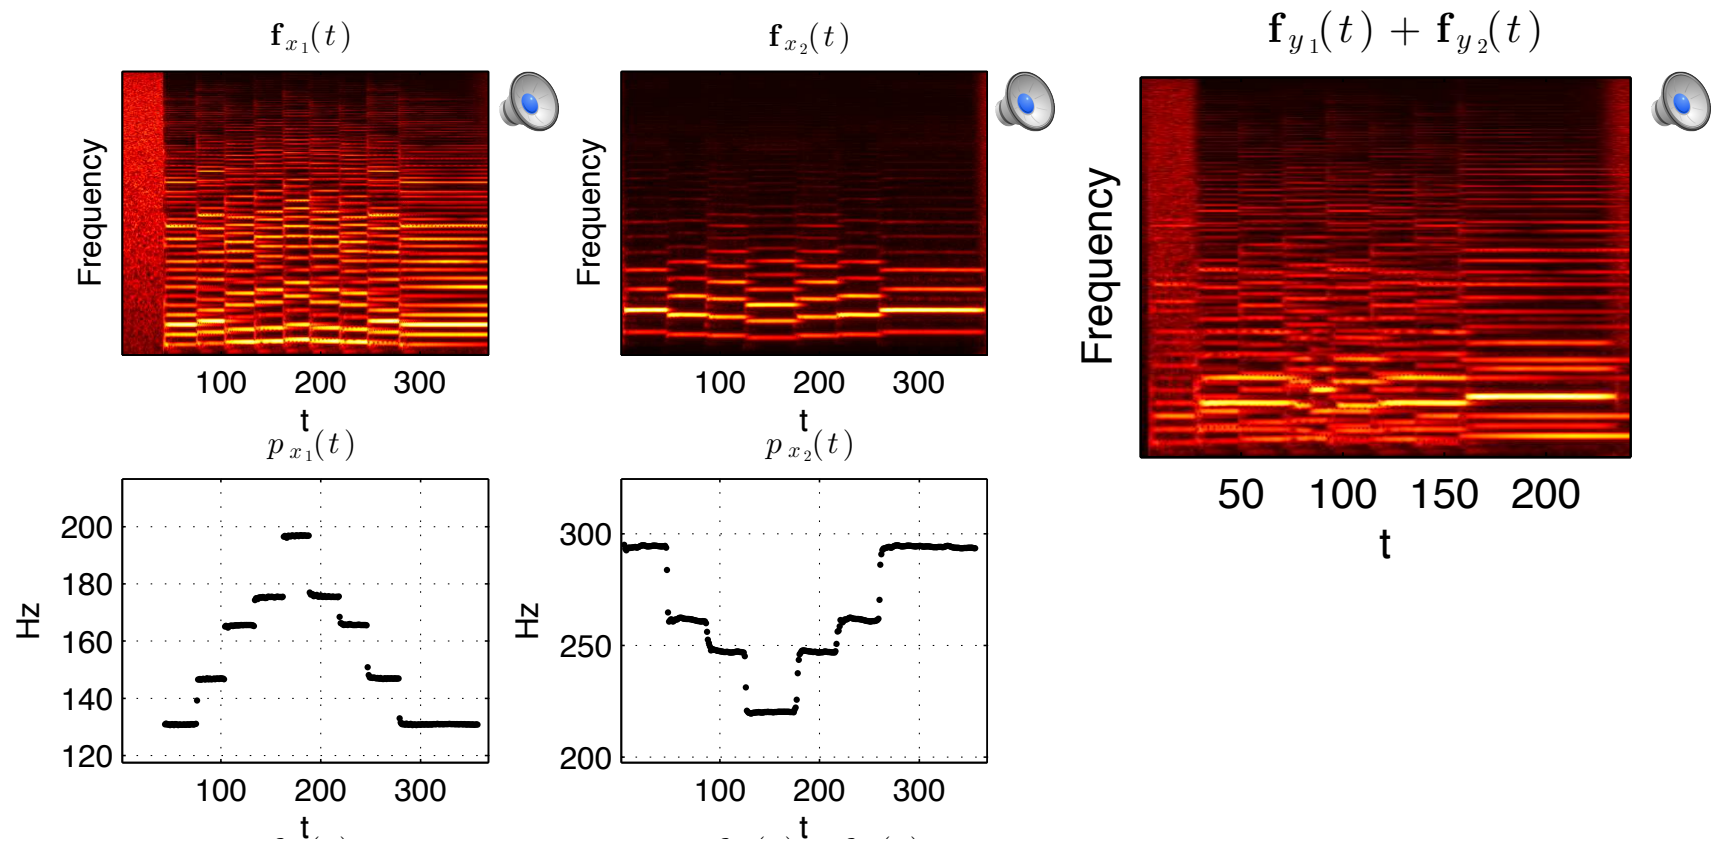 f_{x_1}(t)
f_{x_2}(t)
f_{y_1}(t) + f_{y_2}(t)
Frequency
Frequency
Frequency
100 200 300
t
100 200 300
t
50 100 150 200
t
p_{x_1}(t)
p_{x_2}(t)
Hz
200
180
160
140
120
100 200 300
t
Hz
300
250
200
100 200 300
t